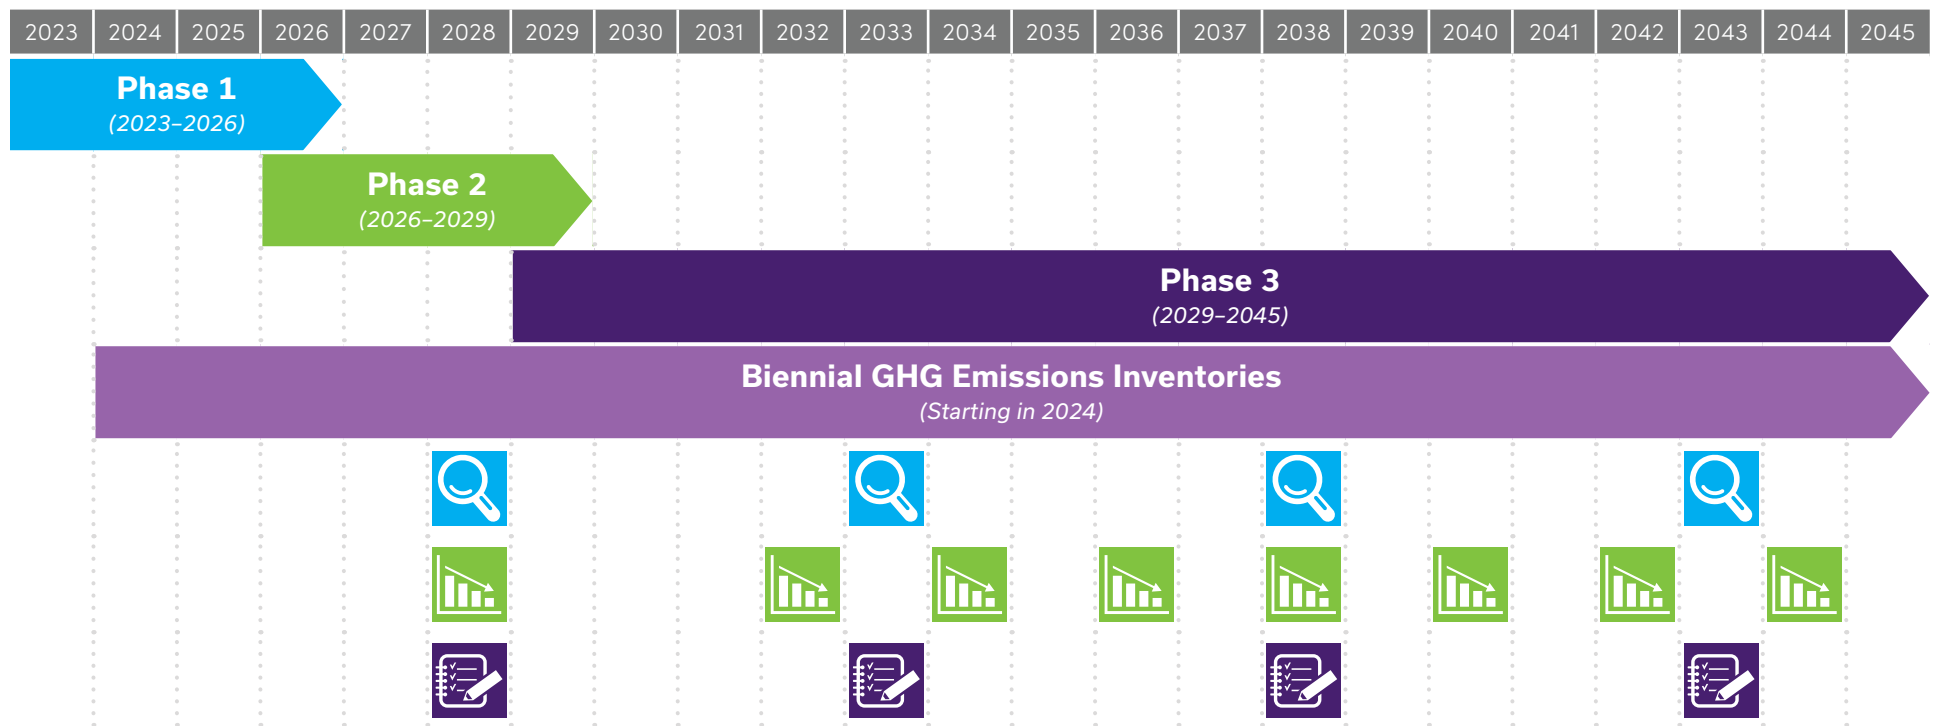 2023 2024 2025 2026 2027 2028 2029 2030 2031 2032 2033 2034 2035 2036 2037 2038 2039 2040 2041 2042 2043 2044 2045
Phase 1
(2023–2026)
Phase 2
(2026–2029)
Phase 3
(2029–2045)
Biennial GHG Emissions Inventories
(Starting in 2024)